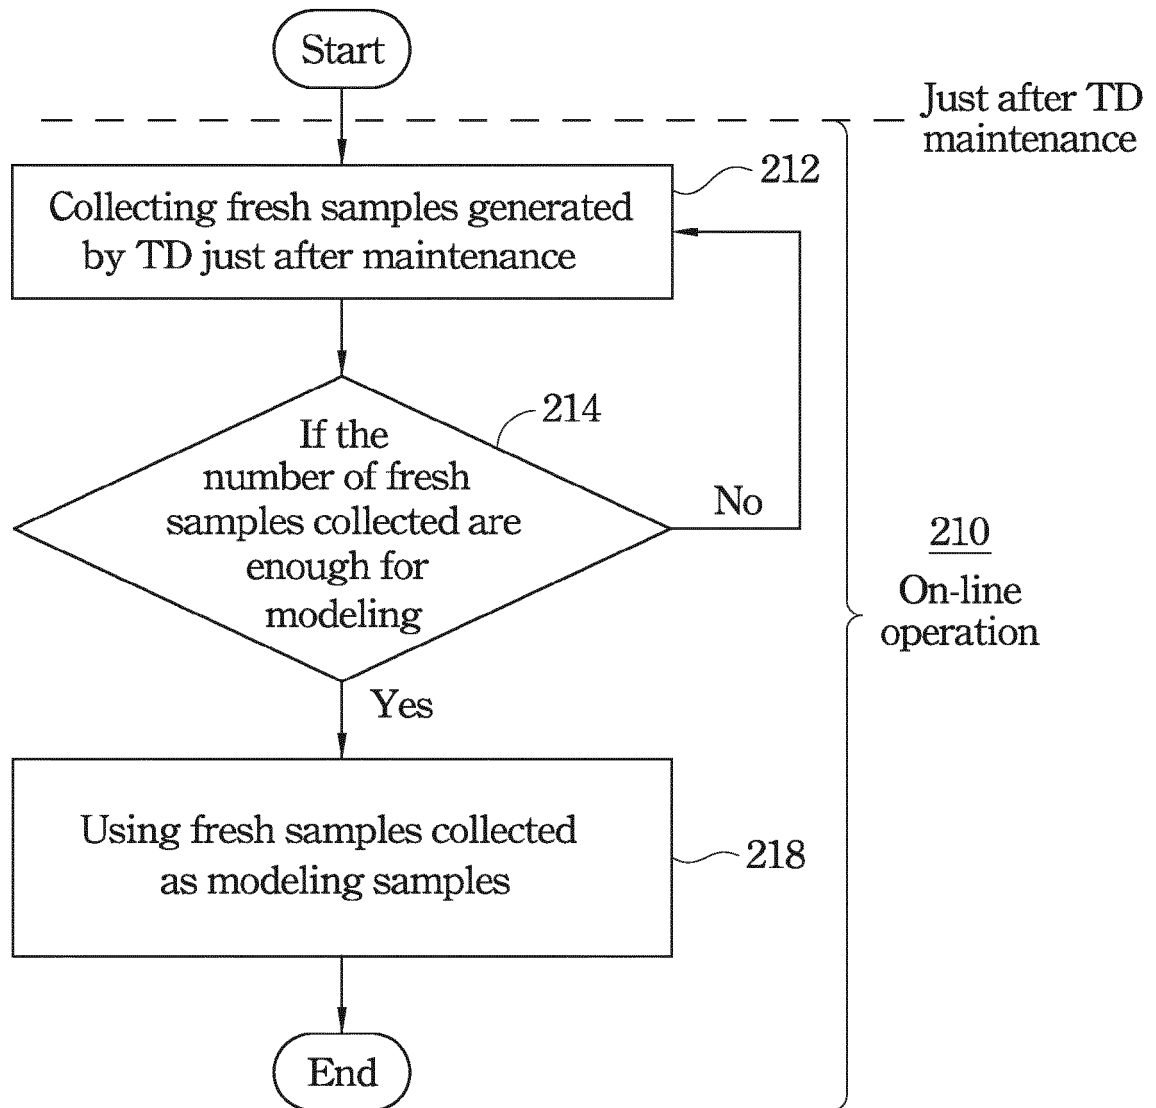 Start
Just after TD
maintenance
212
Collecting fresh samples generated
by TD just after maintenance
214
If the
number of fresh
samples collected are
enough for
modeling
No
210
On-line
operation
Yes
Using fresh samples collected
as modeling samples
218
End